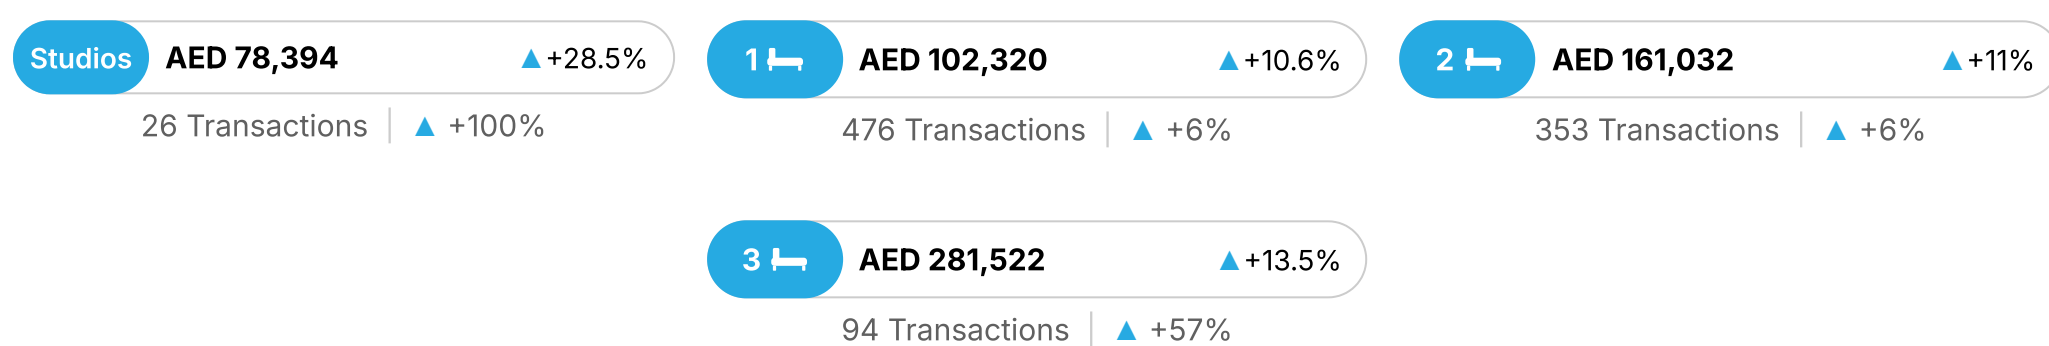 Studios AED 78,394 ▲+28.5%
26 Transactions | ▲ +100%
1 AED 102,320 ▲+10.6%
476 Transactions | ▲ +6%
2 AED 161,032 ▲+11%
353 Transactions | ▲ +6%
3 AED 281,522 ▲+13.5%
94 Transactions | ▲ +57%